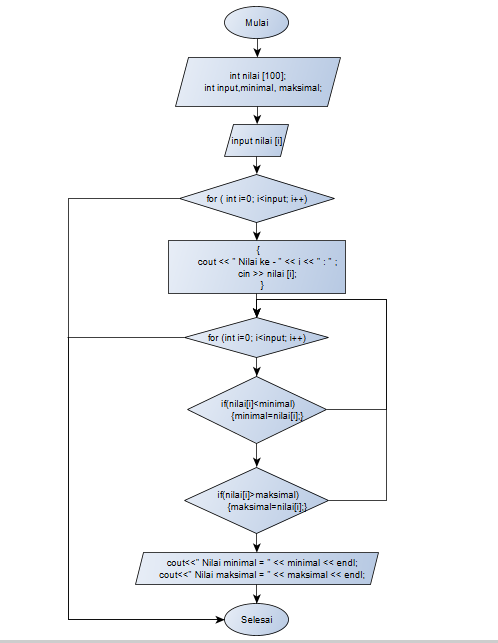 Mulai
int nilai [100];
int input,minimal, maksimal;
input nilai [i]
for ( int i=0; i<input; i++)
{
cout << " Nilai ke - " << i << " : " ;
cin >> nilai [i];
}
for (int i=0; i<input; i++)
if(nilai[i]<minimal)
{minimal=nilai[i];}
if(nilai[i]>maksimal)
{maksimal=nilai[i];}
cout<<" Nilai minimal = " << minimal << endl;
cout<<" Nilai maksimal = " << maksimal << endl;
Selesai